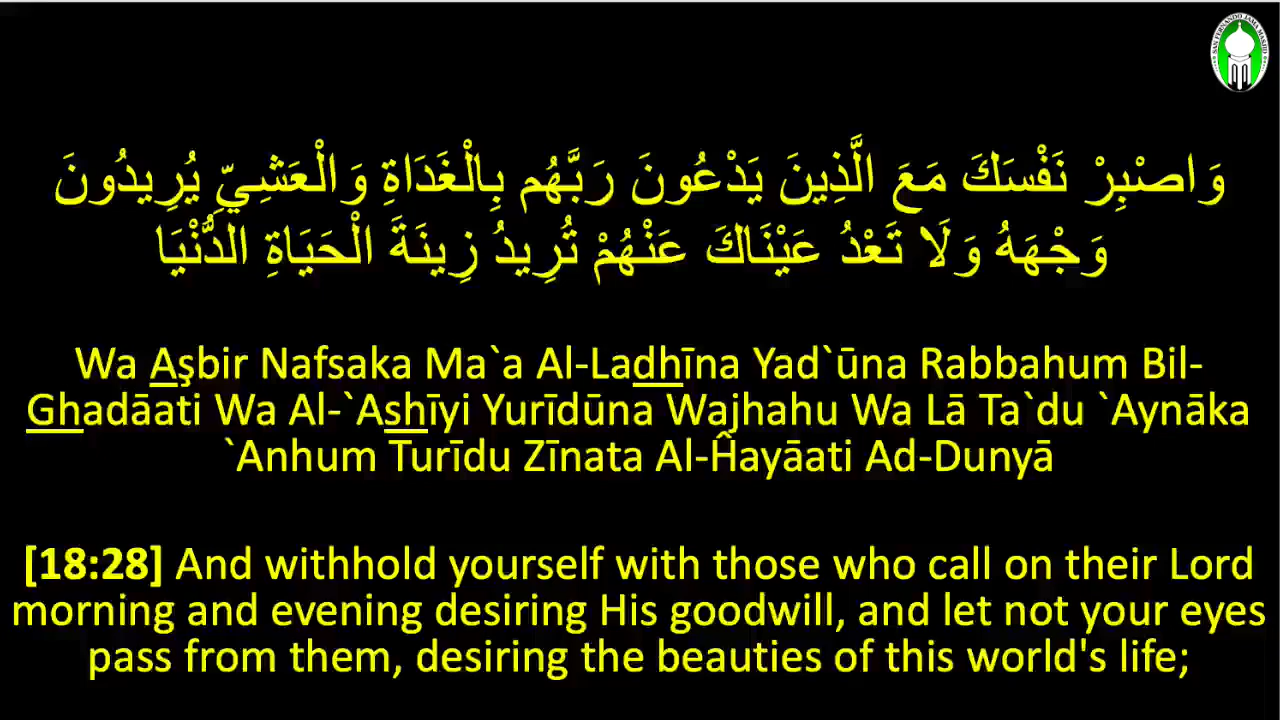 SAN FERNANDO JAMA MASJID
وَاصْبِرْ نَفْسَكَ مَعَ الَّذِينَ يَدْعُونَ رَبَّهُم بِالْغَدَاةِ وَالْعَشِيِّ يُرِيدُونَ
وَجْهَهُ وَلَا تَعْدُ عَيْنَاكَ عَنْهُمْ تُرِيدُ زِينَةَ الْحَيَاةِ الدُّنْيَا
Wa Aşbir Nafsaka Ma`a Al-Ladhīna Yad`ūna Rabbahum Bil-
Ghadāati Wa Al-`Ashīyi Yurīdūna Wajhahu Wa Lā Ta`du `Aynāka
`Anhum Turīdu Zīnata Al-Ĥayāati Ad-Dunyā
[18:28] And withhold yourself with those who call on their Lord
morning and evening desiring His goodwill, and let not your eyes
pass from them, desiring the beauties of this world's life;